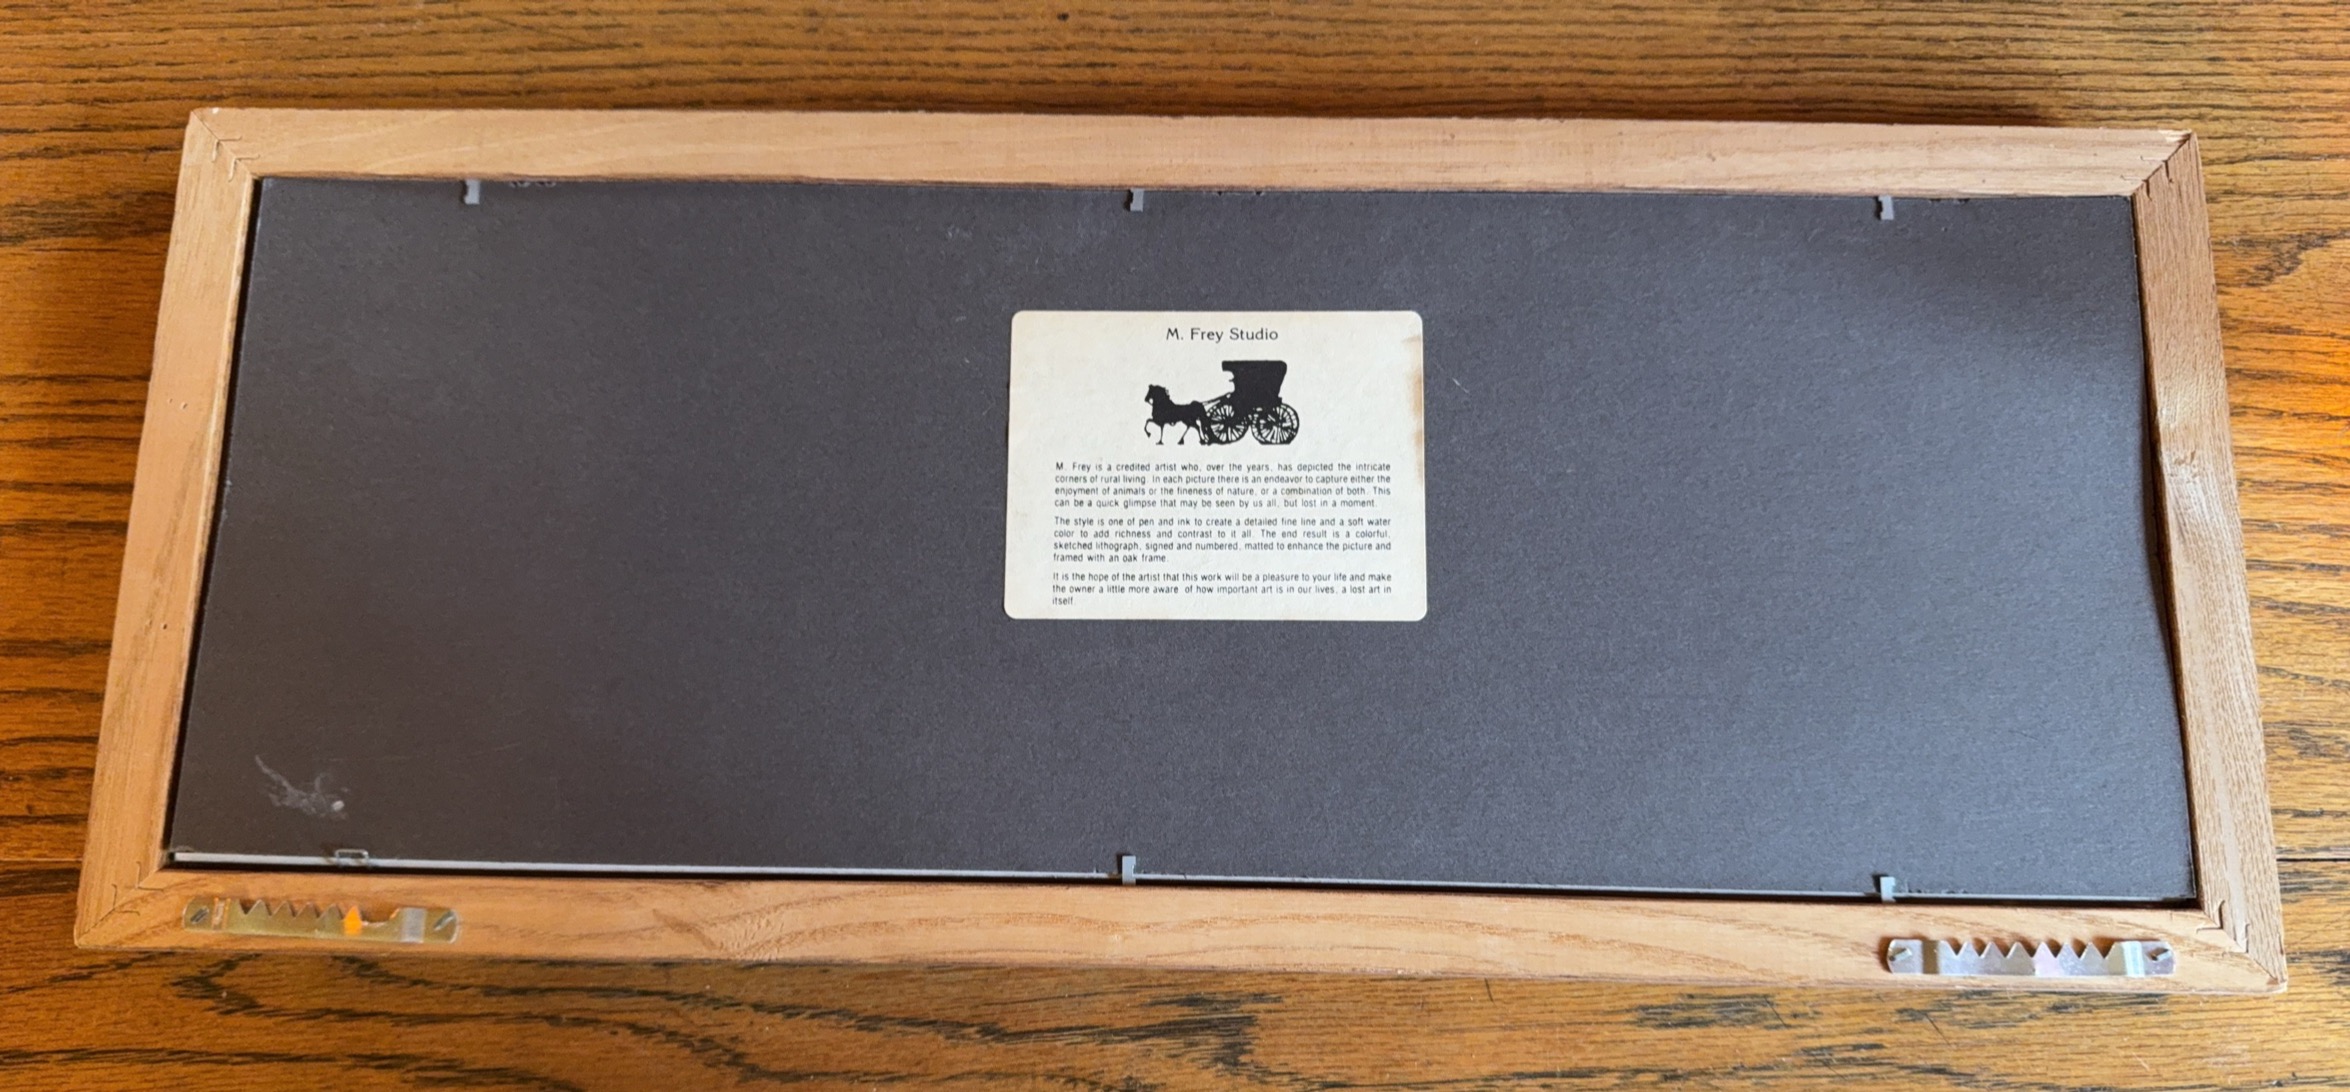 M. Frey Studio
M. Frey is a credited artist who, over the years, has depicted the intricate
corners of rural living. In each picture there is an endeavor to capture either the
enjoyment of animals or the fineness of nature, or a combination of both. This
can be a quick glimpse that may be seen by us all, but lost in a moment.
The style is one of pen and ink to create a detailed fine line and a soft water
color to add richness and contrast to it all. The end result is a colorful,
sketched lithograph, signed and numbered, matted to enhance the picture and
framed with an oak frame.
It is the hope of the artist that this work will be a pleasure to your life and make
the owner a little more aware of how important art is in our lives, a lost art in
itself.